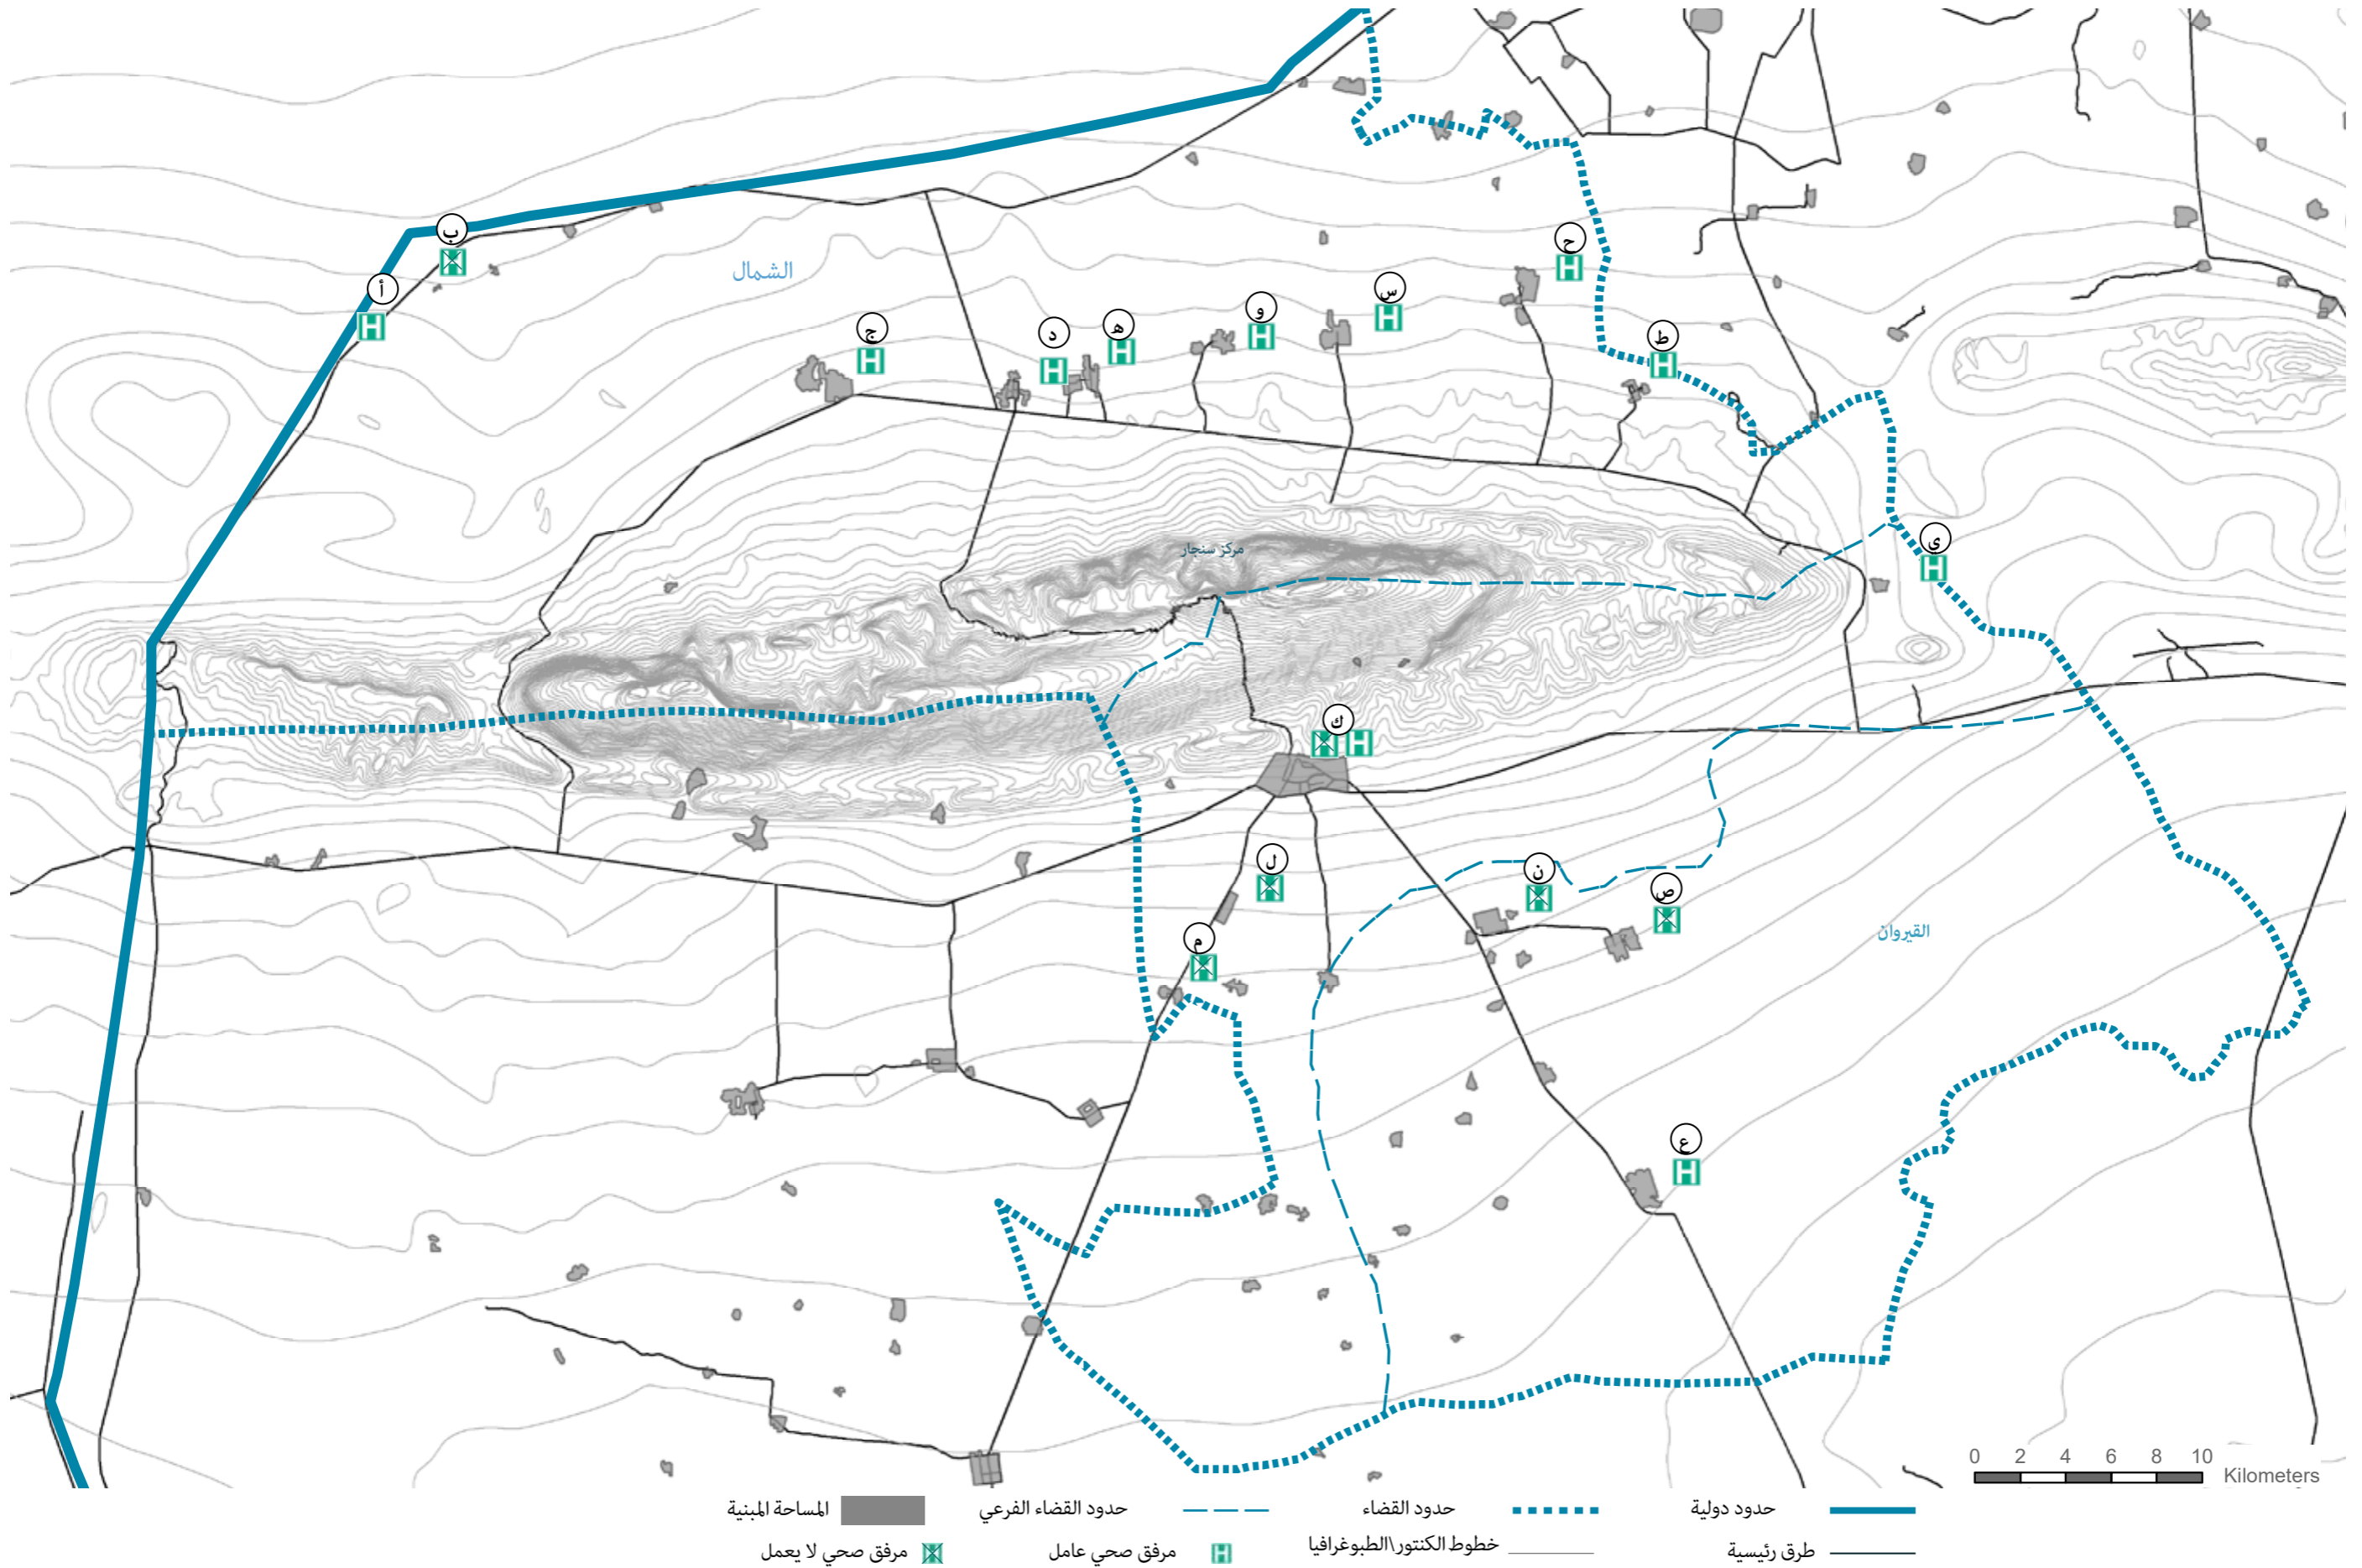 ب
الشمال
ح
أ
س
و
ط
ه
د
ج
مركز سنجار
ي
ك
ل
ن
ص
القيروان
م
ع
0 2 4 6 8 10
Kilometers
حدود دولية حدود القضاء حدود القضاء الفرعي المساحة المبنية
طرق رئيسية خطوط الكنتور\الطبوغرافيا مرفق صحي عامل مرفق صحي لا يعمل